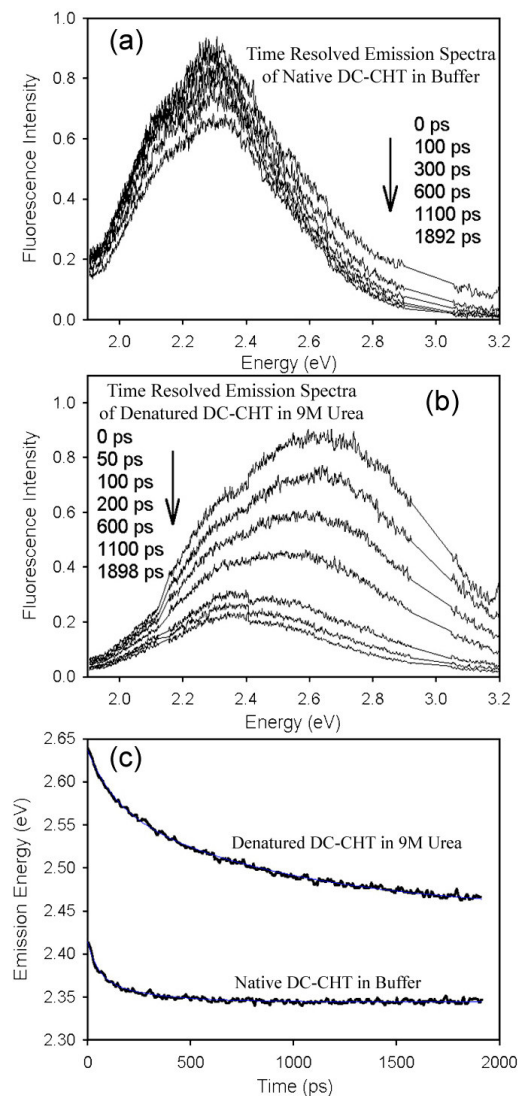 (a)
Time Resolved Emission Spectra
of Native DC-CHT in Buffer
0 ps
100 ps
300 ps
600 ps
1100 ps
1892 ps
Fluorescence Intensity
1.0
0.8
0.6
0.4
0.2
0.0
2.0 2.2 2.4 2.6 2.8 3.0 3.2
Energy (eV)
(b)
Time Resolved Emission Spectra
of Denatured DC-CHT in 9M Urea
0 ps
50 ps
100 ps
200 ps
600 ps
1100 ps
1898 ps
Fluorescence Intensity
1.0
0.8
0.6
0.4
0.2
0.0
2.0 2.2 2.4 2.6 2.8 3.0 3.2
Energy (eV)
(c)
Denatured DC-CHT in 9M Urea
Native DC-CHT in Buffer
Emission Energy (eV)
2.65
2.60
2.55
2.50
2.45
2.40
2.35
2.30
0 500 1000 1500 2000
Time (ps)